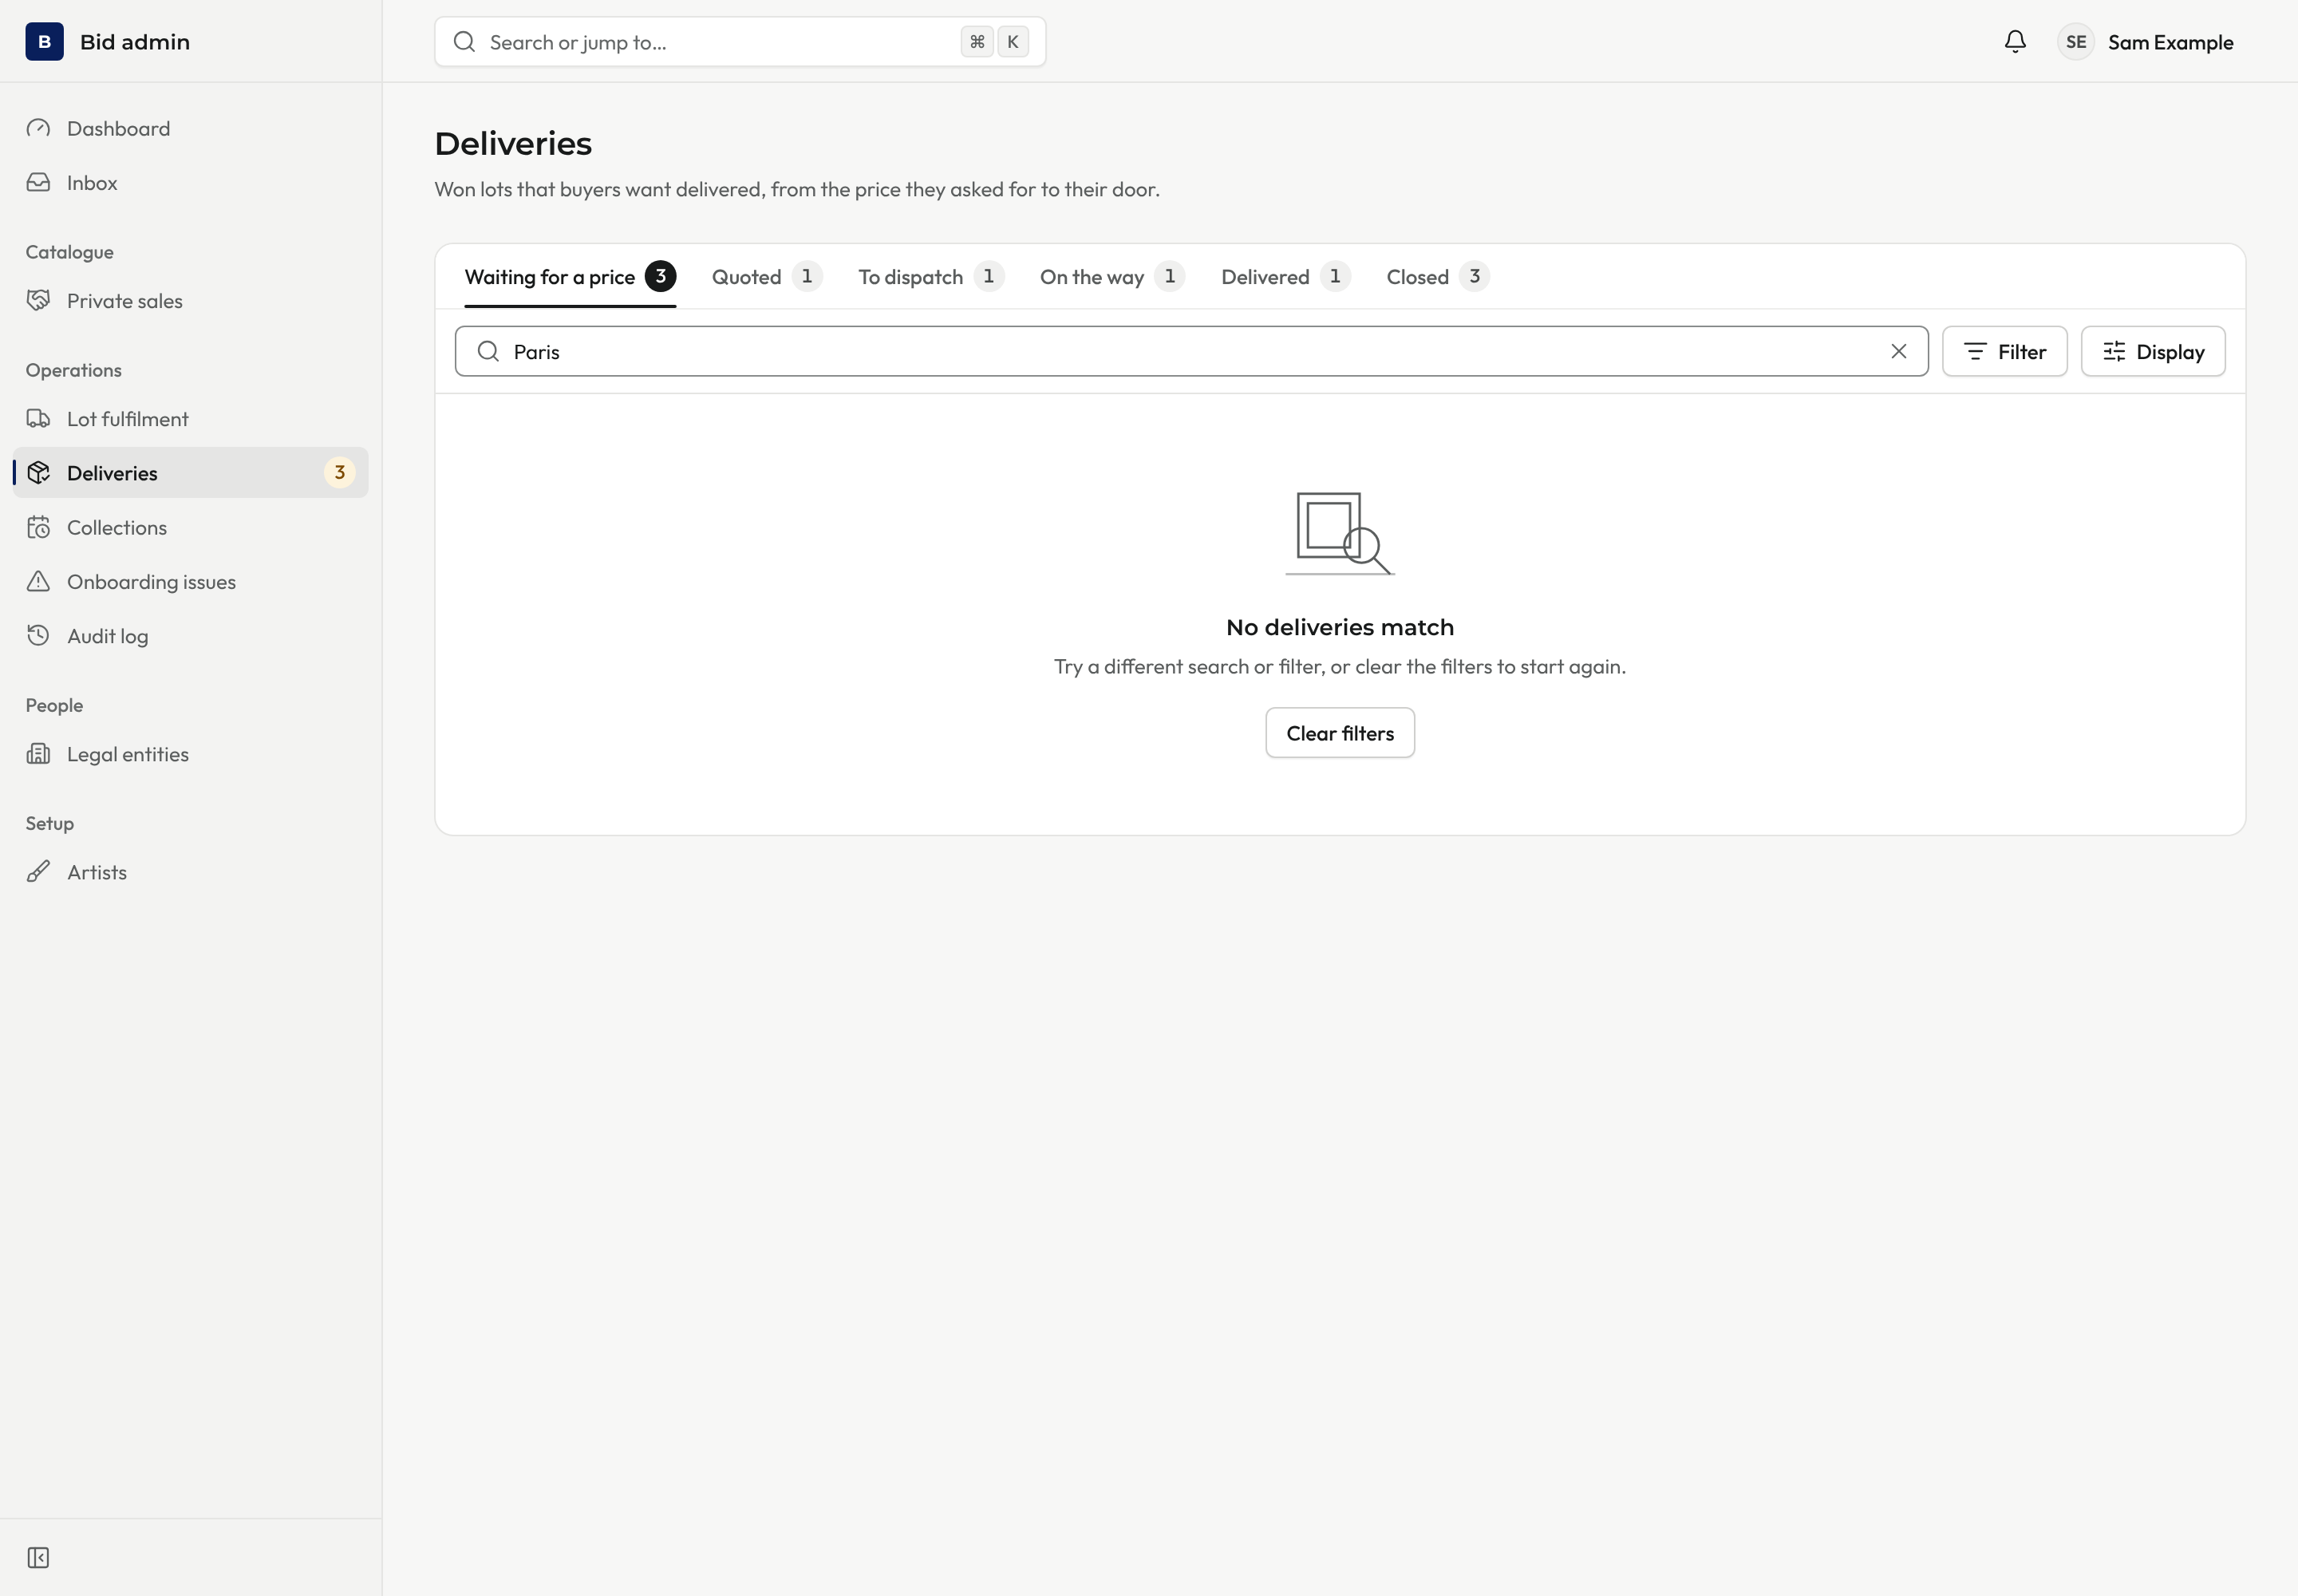 B Bid admin
Search or jump to... ⌘ K
SE Sam Example
Dashboard
Inbox
Catalogue
Private sales
Operations
Lot fulfilment
Deliveries 3
Collections
Onboarding issues
Audit log
People
Legal entities
Setup
Artists
Deliveries
Won lots that buyers want delivered, from the price they asked for to their door.
Waiting for a price 3 Quoted 1 To dispatch 1 On the way 1 Delivered 1 Closed 3
Paris
Filter Display
No deliveries match
Try a different search or filter, or clear the filters to start again.
Clear filters